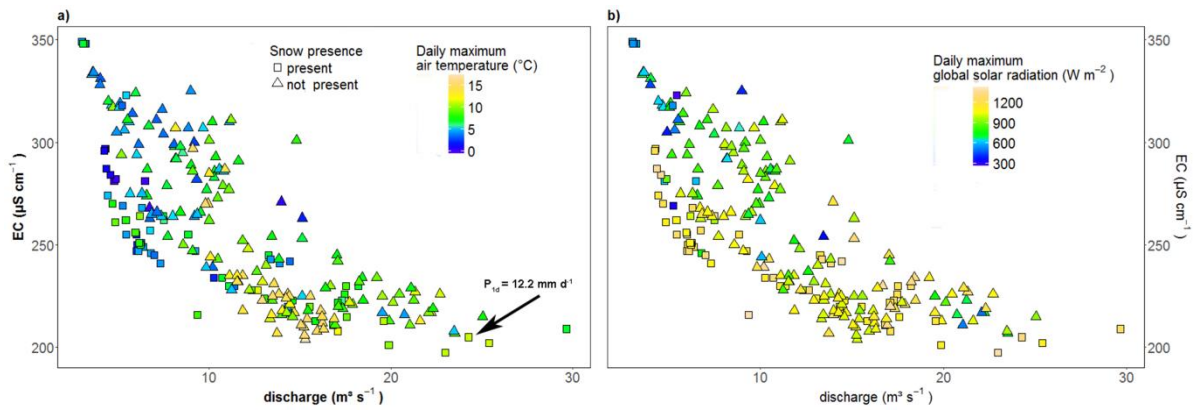 a)
b)
350
300
250
200
EC (µS cm⁻¹)
Snow presence
present
not present
Daily maximum
air temperature (°C)
15
10
5
0
P1d = 12.2 mm d⁻¹
10
20
30
discharge (m³ s⁻¹)
Daily maximum
global solar radiation (W m⁻²)
1200
900
600
300
350
300
250
200
EC (µS cm⁻¹)
10
20
30
discharge (m³ s⁻¹)